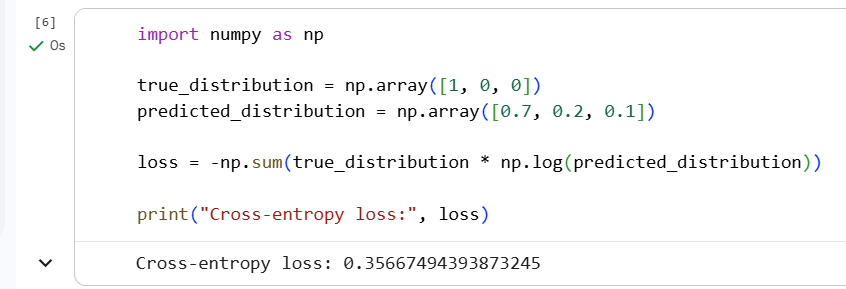 [6]
0s
import numpy as np
true_distribution = np.array([1, 0, 0])
predicted_distribution = np.array([0.7, 0.2, 0.1])
loss = -np.sum(true_distribution * np.log(predicted_distribution))
print("Cross-entropy loss:", loss)
Cross-entropy loss: 0.35667494393873245